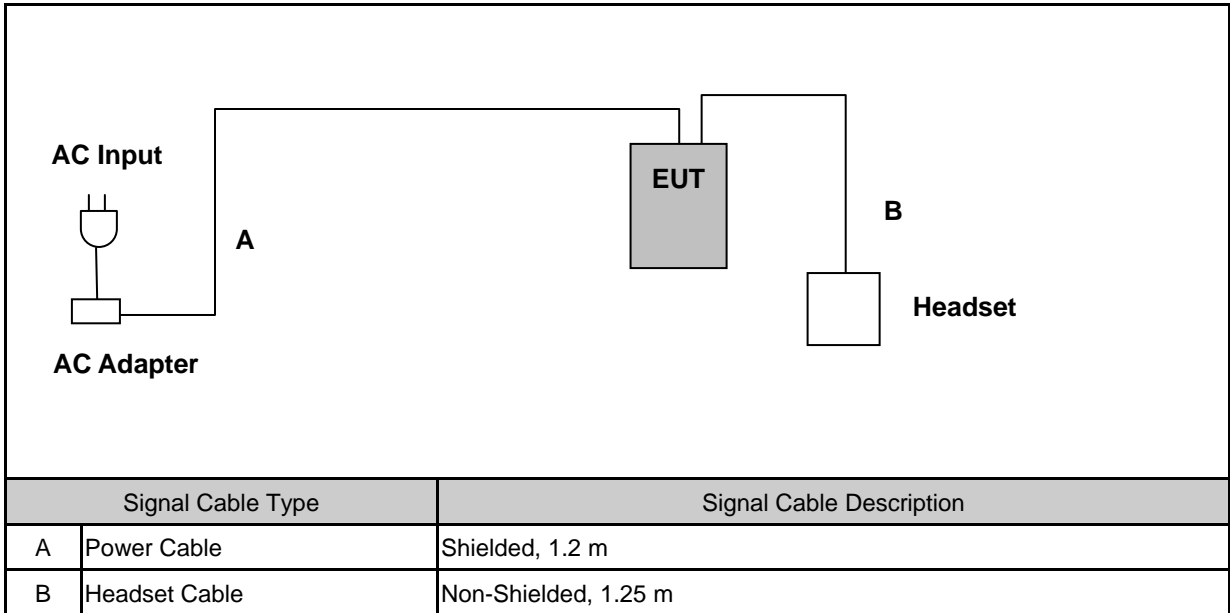 AC Input
EUT
A
B
Headset
AC Adapter
Signal Cable Type Signal Cable Description
A Power Cable Shielded, 1.2 m
B Headset Cable Non-Shielded, 1.25 m